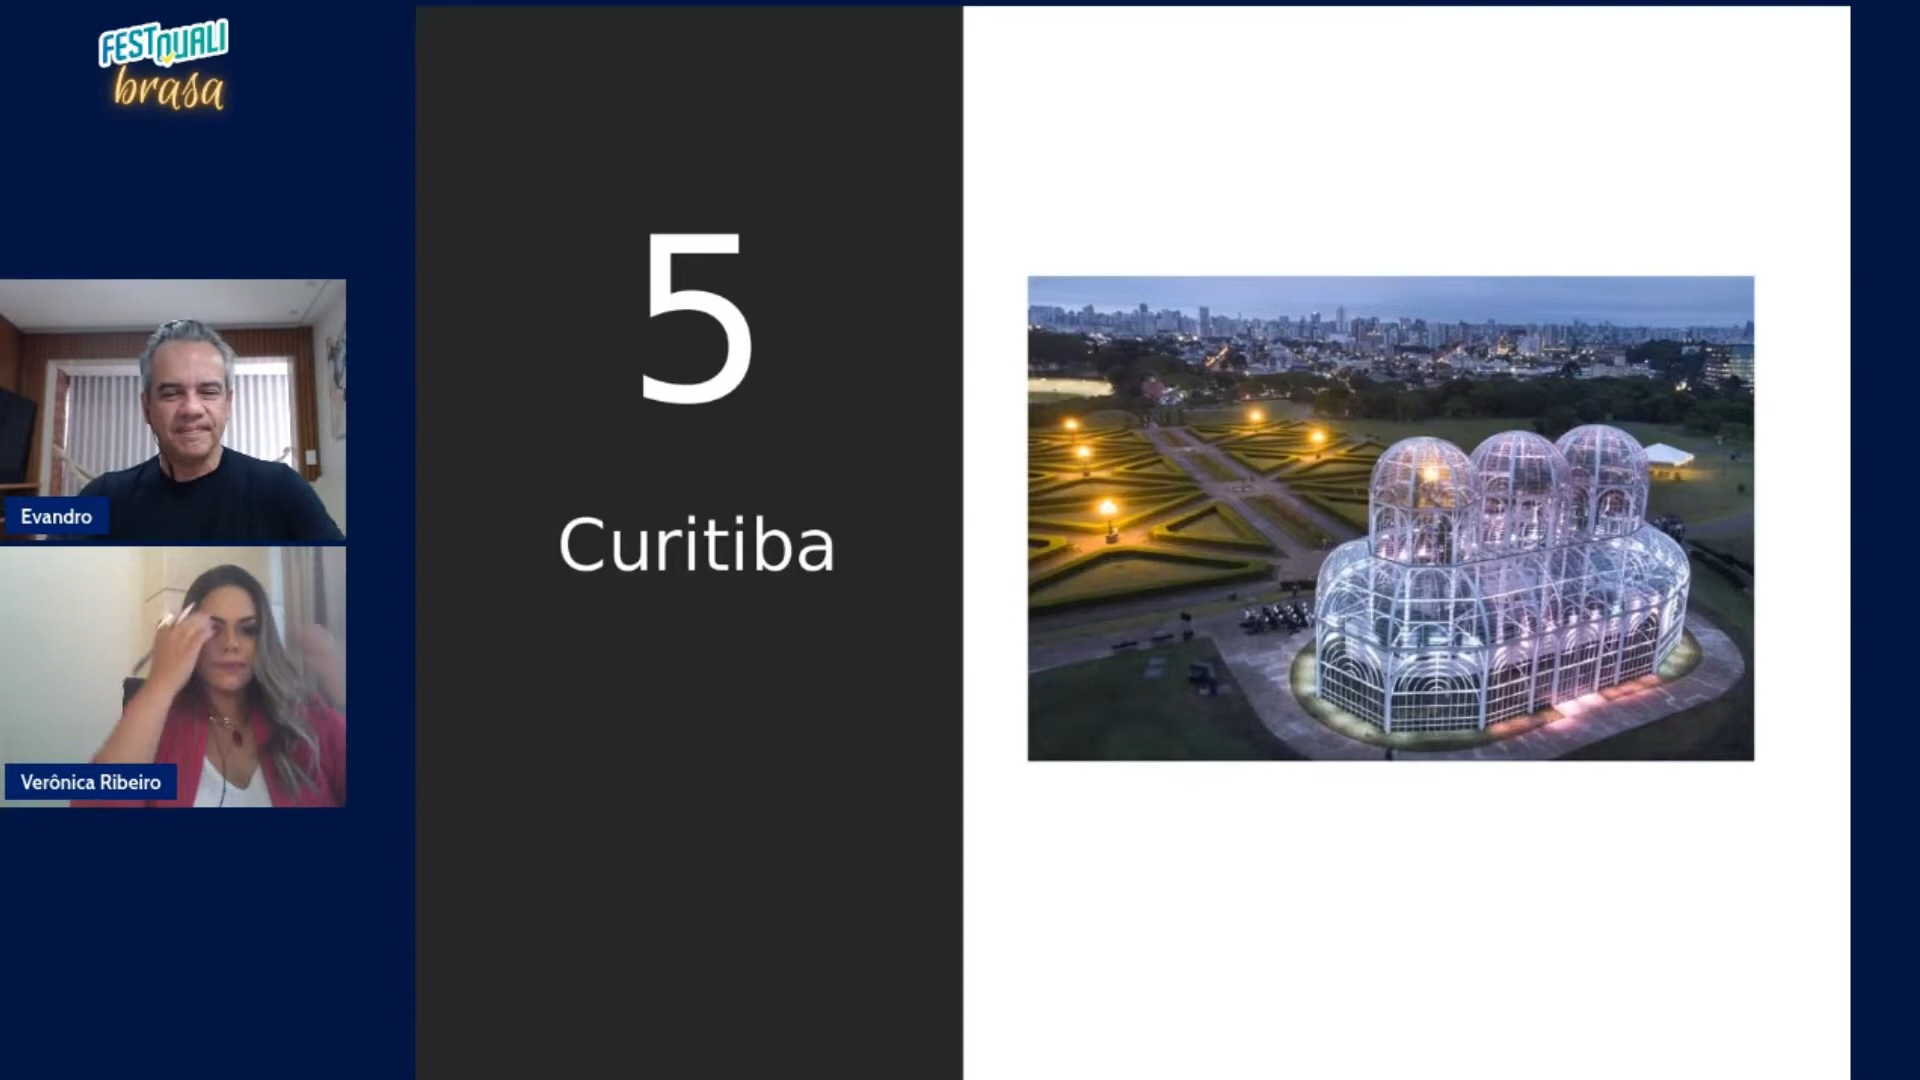 FESTQUALI
brasa
5
Curitiba
Evandro
Verônica Ribeiro